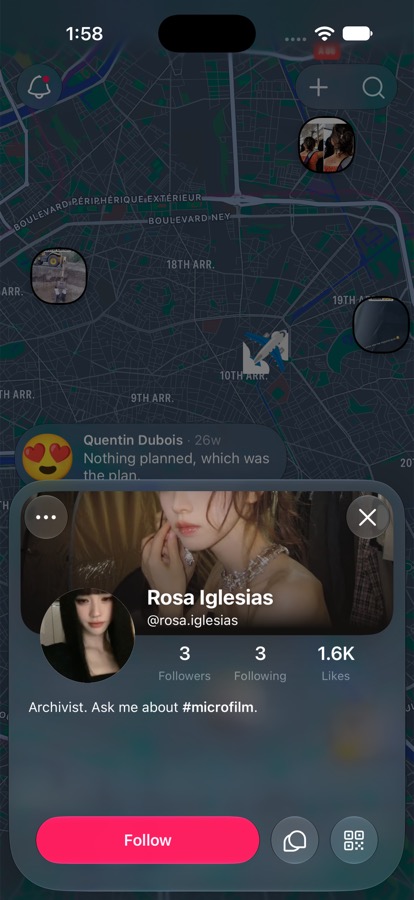 1:58
BOULEVARD PÉRIPHÉRIQUE EXTÉRIEUR
BOULEVARD NEY
18TH ARR.
ARR.
19TH ARR.
10TH ARR.
TH ARR.
9TH ARR.
20
Quentin Dubois · 26w
Nothing planned, which was
the plan.
Rosa Iglesias
@rosa.iglesias
3
3
1.6K
Followers
Following
Likes
Archivist. Ask me about #microfilm.
Follow